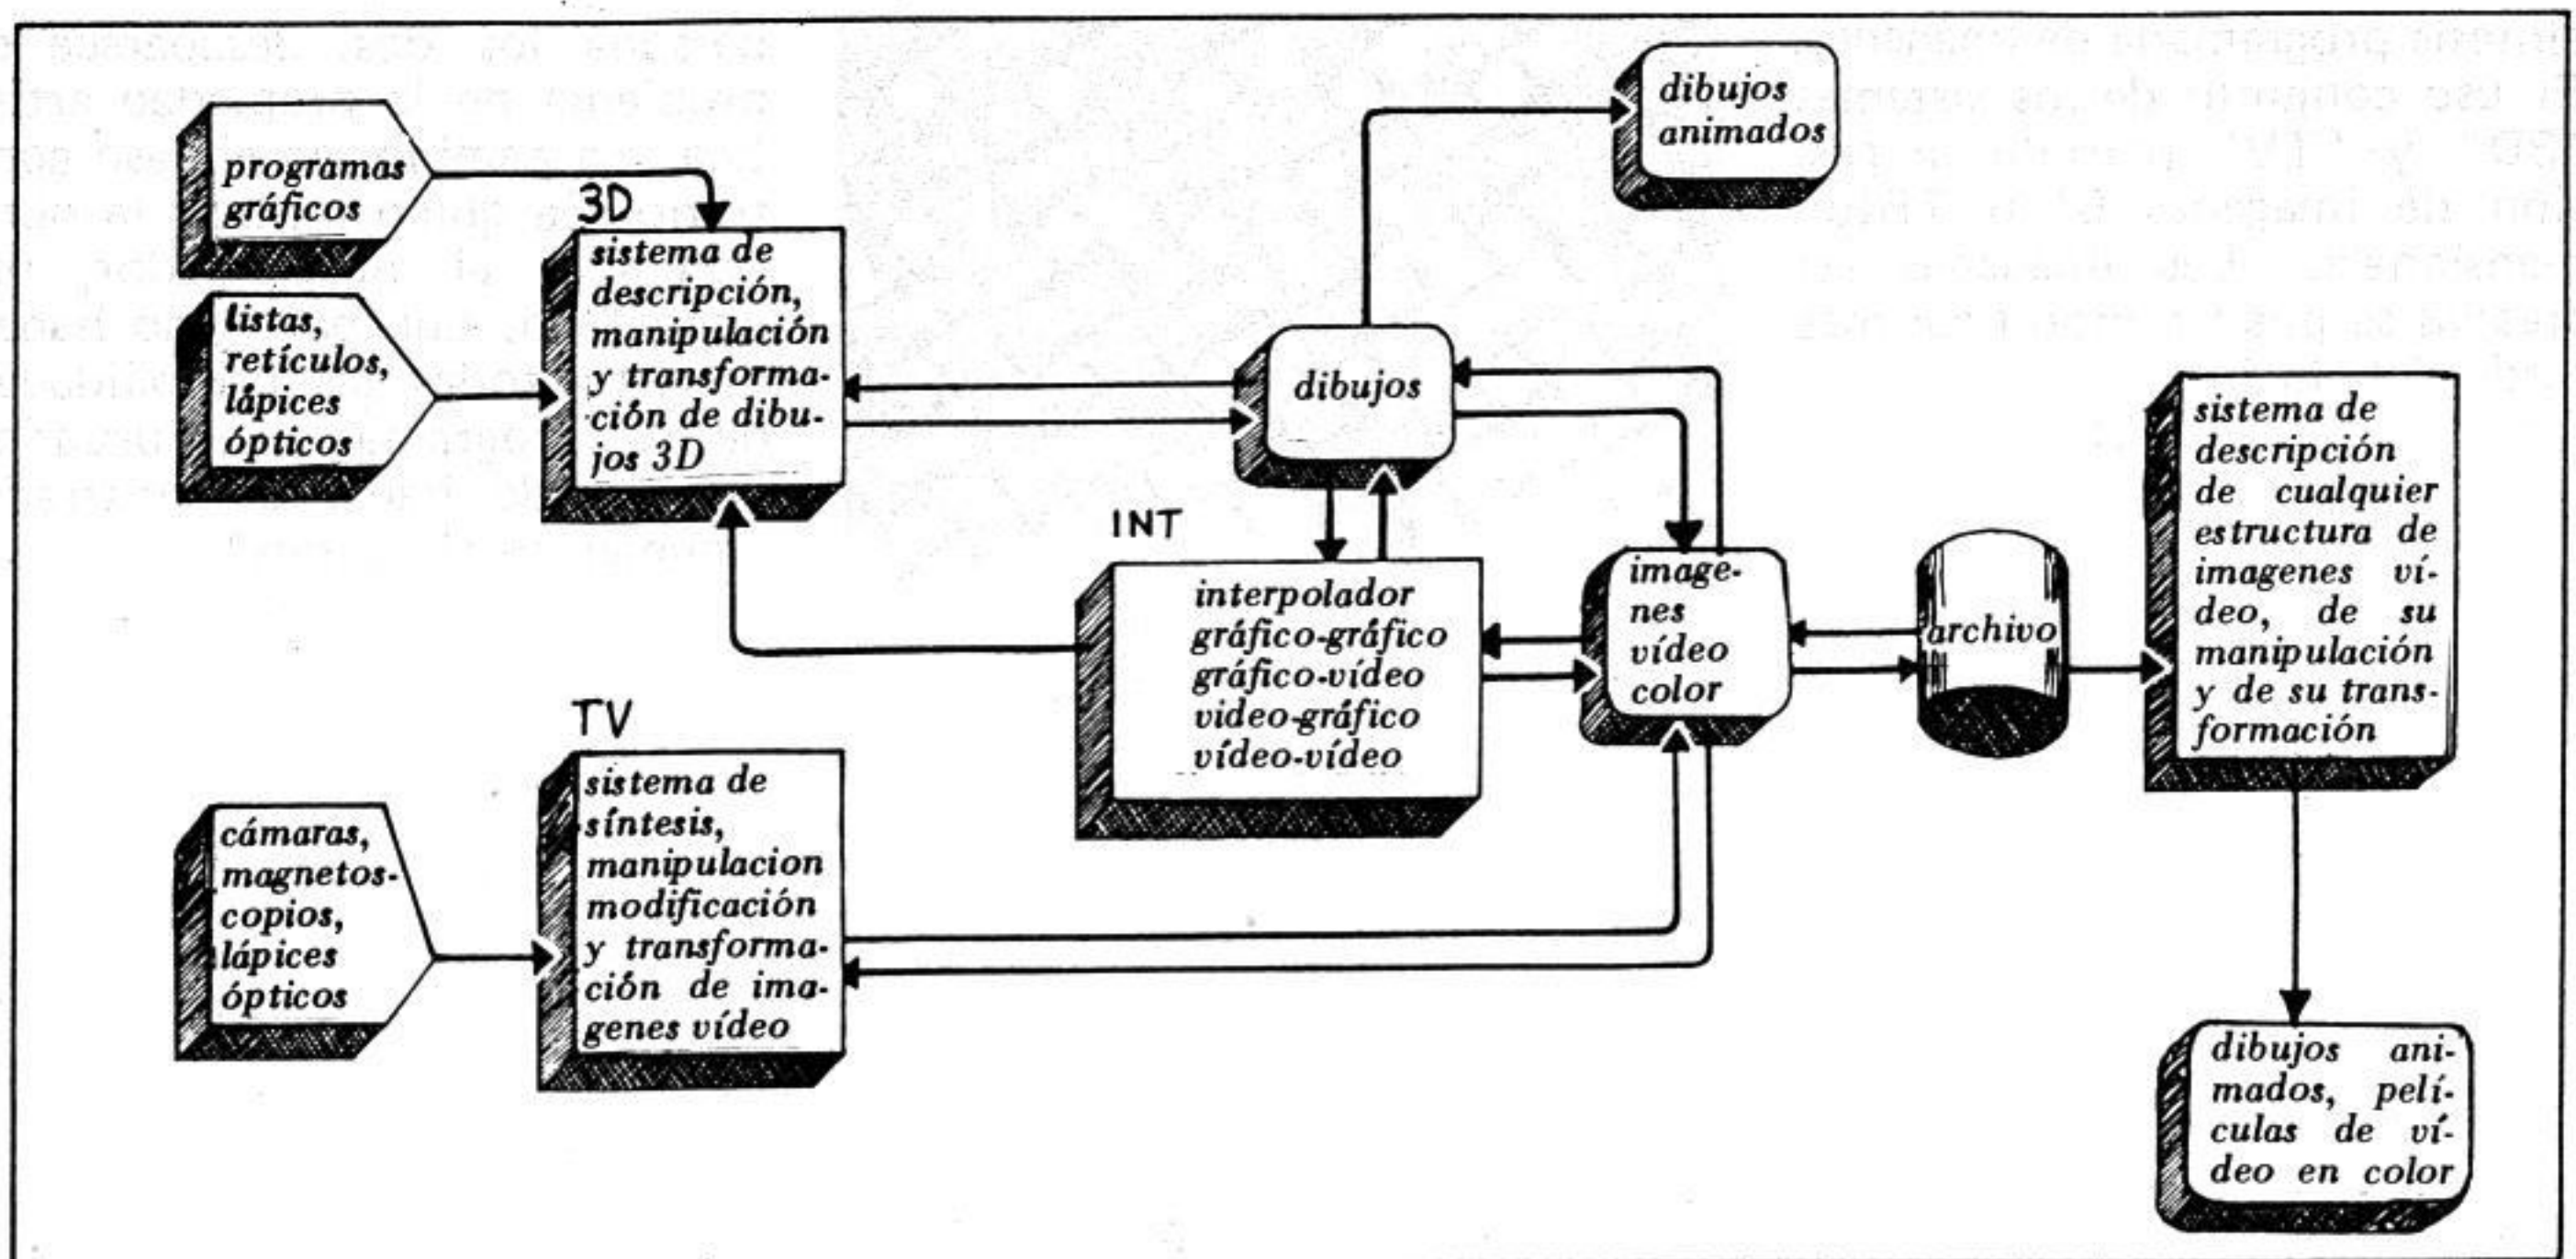 programas
gráficos
listas,
retículos,
lápices
ópticos
3D
sistema de
descripción,
manipulación
y transforma-
ción de dibu-
jos 3D
dibujos
animados
dibujos
INT
interpolador
gráfico-gráfico
gráfico-vídeo
video-gráfico
vídeo-vídeo
image-
nes
vídeo
color
archivo
sistema de
descripción
de cualquier
estructura de
imagenes ví-
deo, de su
manipulación
y de su trans-
formación
TV
sistema de
síntesis,
manipulacion
modificación
y transforma-
ción de ima-
genes vídeo
cámaras,
magnetos-
copios,
lápices
ópticos
dibujos ani-
mados, pelí-
culas de ví-
deo en color